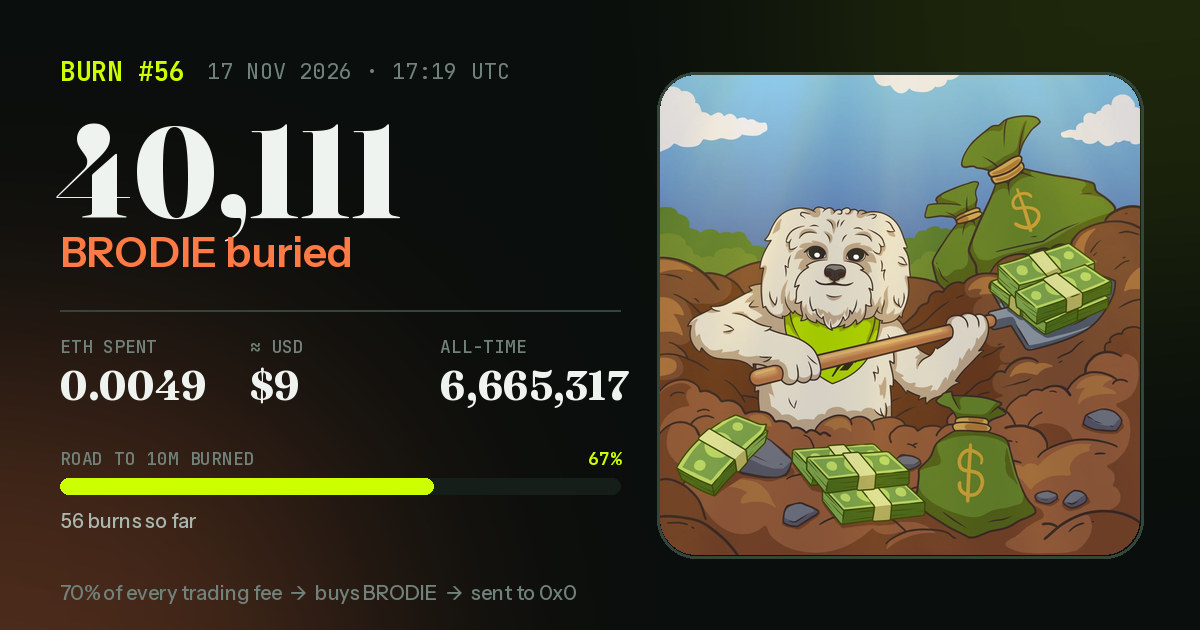 BURN #56 17 NOV 2026 · 17:19 UTC
40,111
BRODIE buried
ETH SPENT ≈ USD ALL-TIME
0.0049 $9 6,665,317
ROAD TO 10M BURNED 67%
56 burns so far
70% of every trading fee → buys BRODIE → sent to 0x0
$
$